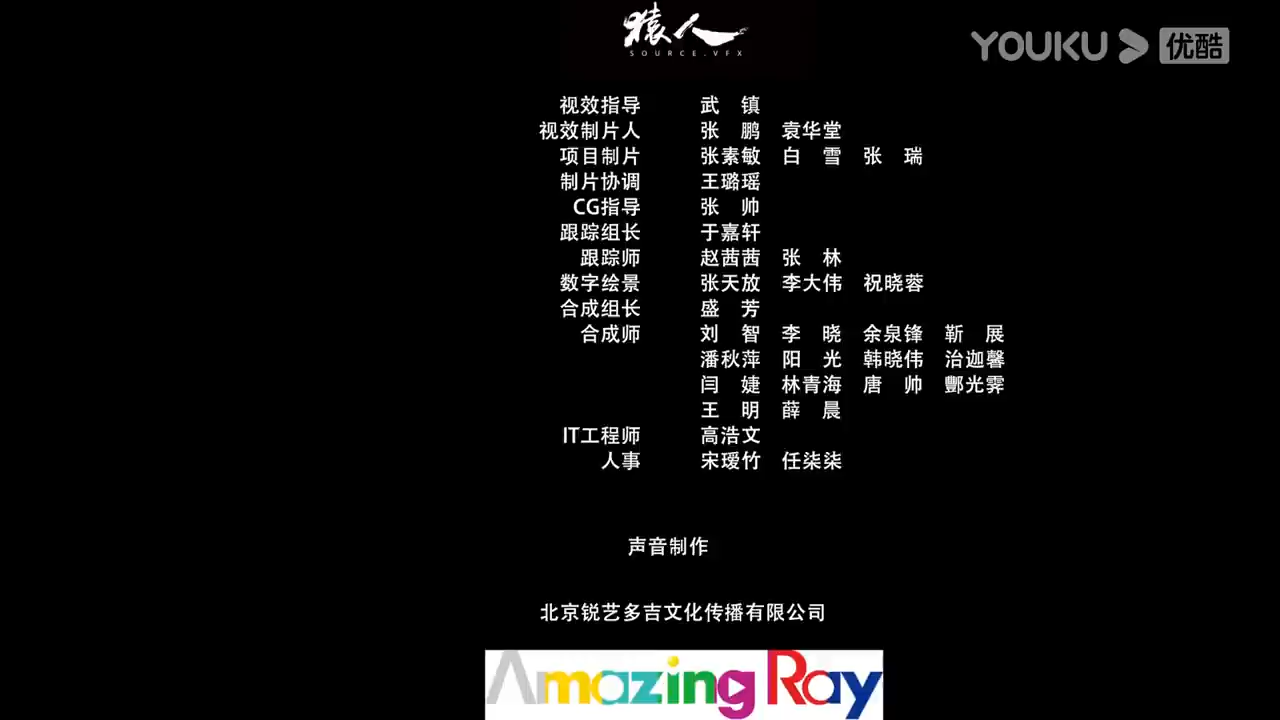 猿人
SOURCE.VFX
YOUKU 优酷
视效指导 武 镇
视效制片人 张 鹏 袁华堂
项目制片 张素敏 白 雪 张 瑞
制片协调 王璐瑶
CG指导 张 帅
跟踪组长 于嘉轩
跟踪师 赵茜茜 张 林
数字绘景 张天放 李大伟 祝晓蓉
合成组长 盛 芳
合成师 刘 智 李 晓 余泉锋 靳 展
潘秋萍 阳 光 韩晓伟 治迦馨
闫 婕 林青海 唐 帅 酆光霁
王 明 薛 晨
IT工程师 高浩文
人事 宋瑷竹 任柒柒
声音制作
北京锐艺多吉文化传播有限公司
Amazing Ray